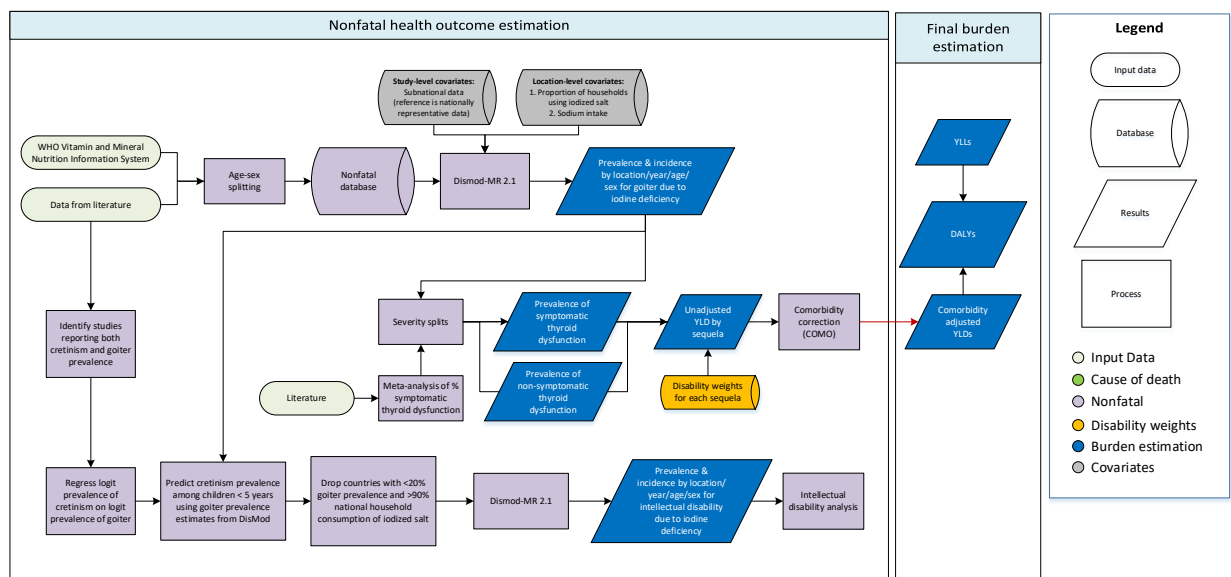 Nonfatal health outcome estimation
Final burden
estimation
Legend
Study-level covariates:
Subnational data
(reference is nationally
representative data)
Location-level covariates:
1. Proportion of households
using iodized salt
2. Sodium intake
WHO Vitamin and Mineral
Nutrition Information System
Data from literature
Age-sex
splitting
Nonfatal
database
Dismod-MR 2.1
Prevalence & incidence
by location/year/age/
sex for goiter due to
iodine deficiency
Identify studies
reporting both
cretinism and goiter
prevalence
Severity splits
Prevalence of
symptomatic
thyroid
dysfunction
Unadjusted
YLD by
sequela
Comorbidity
correction
(COMO)
Literature
Meta-analysis of %
symptomatic
thyroid dysfunction
Prevalence of
non-symptomatic
thyroid
dysfunction
Disability weights
for each sequela
Regress logit
prevalence of
cretinism on logit
prevalence of goiter
Predict cretinism prevalence
among children < 5 years
using goiter prevalence
estimates from DisMod
Drop countries with <20%
goiter prevalence and >90%
national household
consumption of iodized salt
Dismod-MR 2.1
Prevalence &
incidence by location/
year/age/sex for
intellectual disability
due to iodine
deficiency
Intellectual
disability analysis
YLLs
DALYs
Comorbidity
adjusted
YLDs
Input data
Database
Results
Process
Input Data
Cause of death
Nonfatal
Disability weights
Burden estimation
Covariates